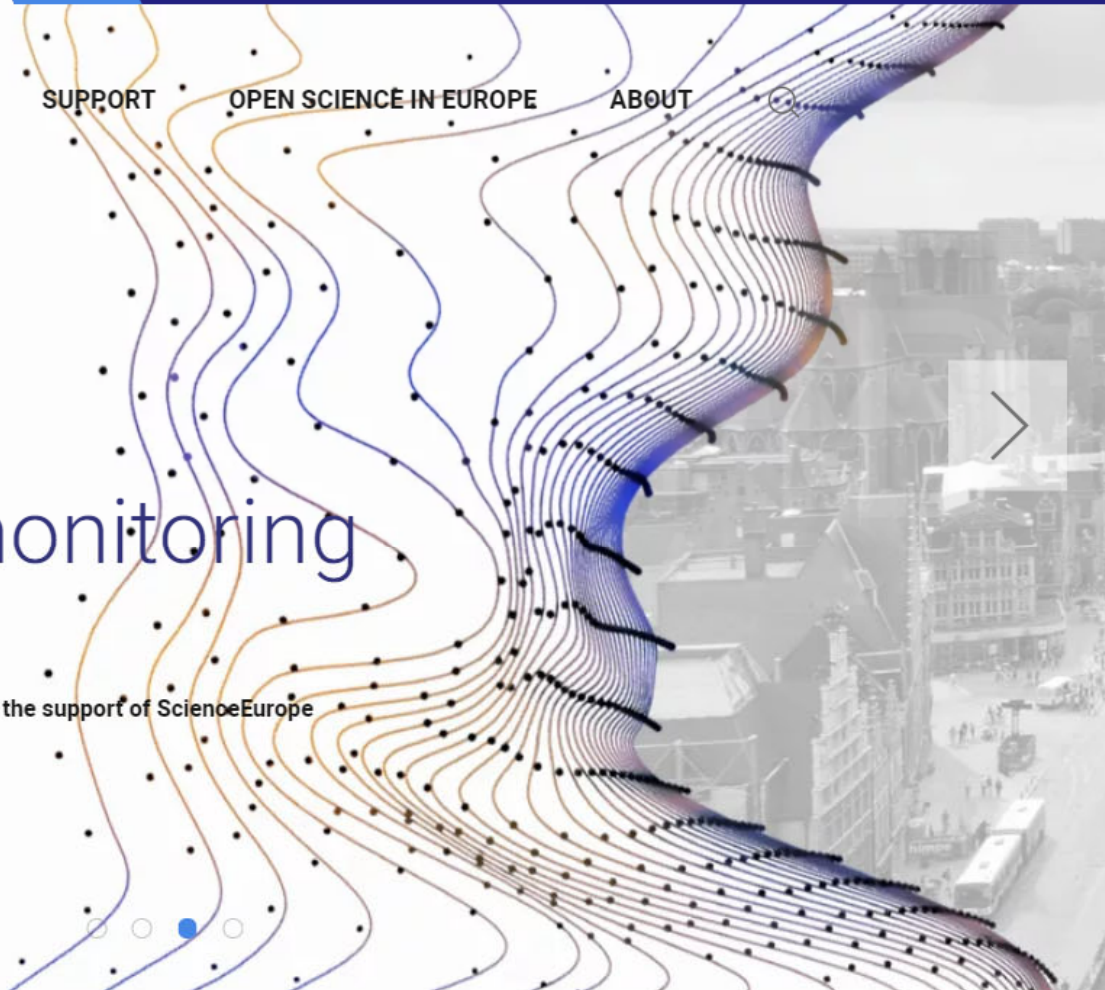 SUPPORT OPEN SCIENCE IN EUROPE ABOUT
onitoring
the support of ScienceEurope